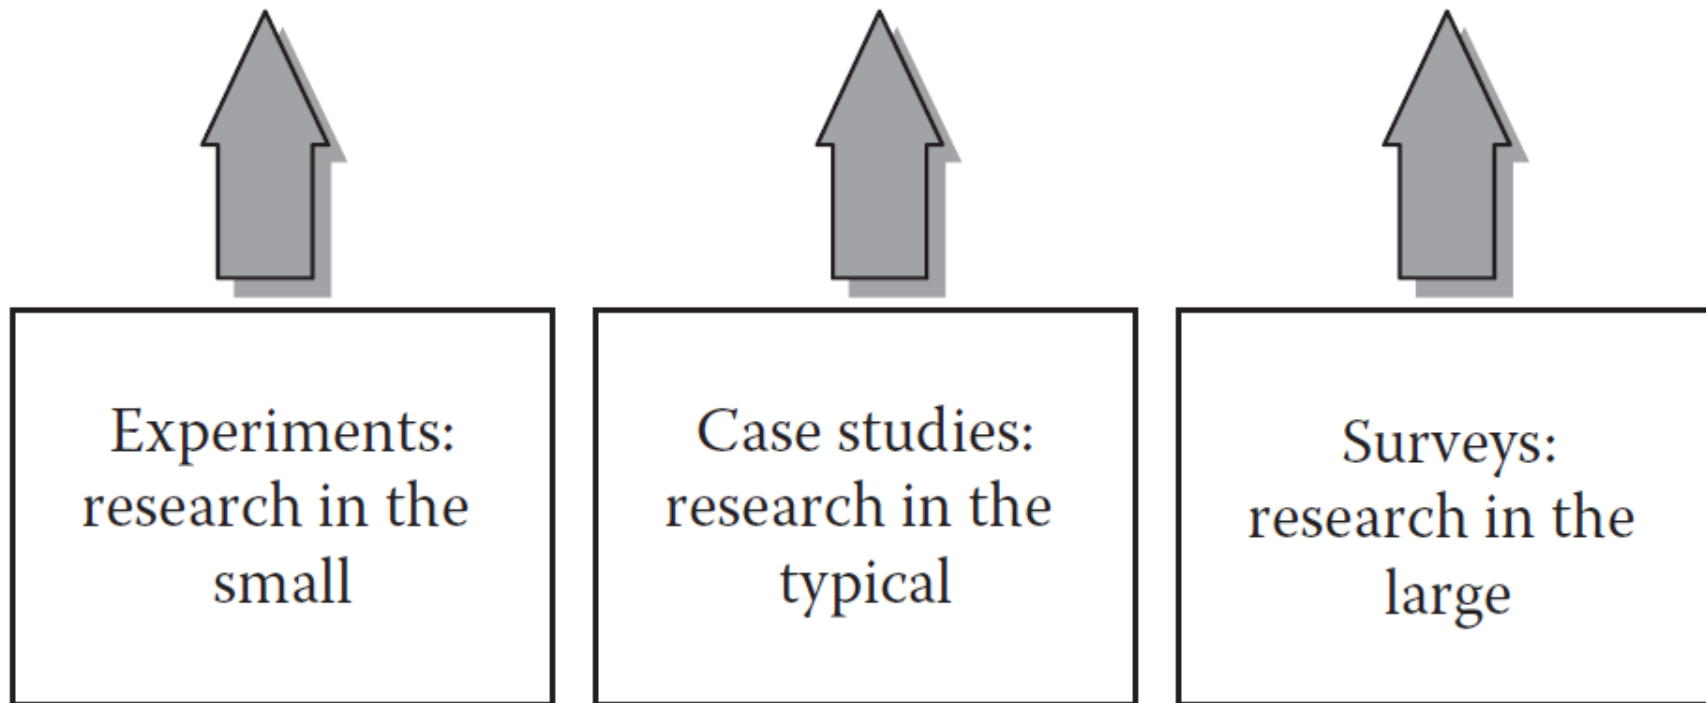 Experiments:
research in the
small
Case studies:
research in the
typical
Surveys:
research in the
large